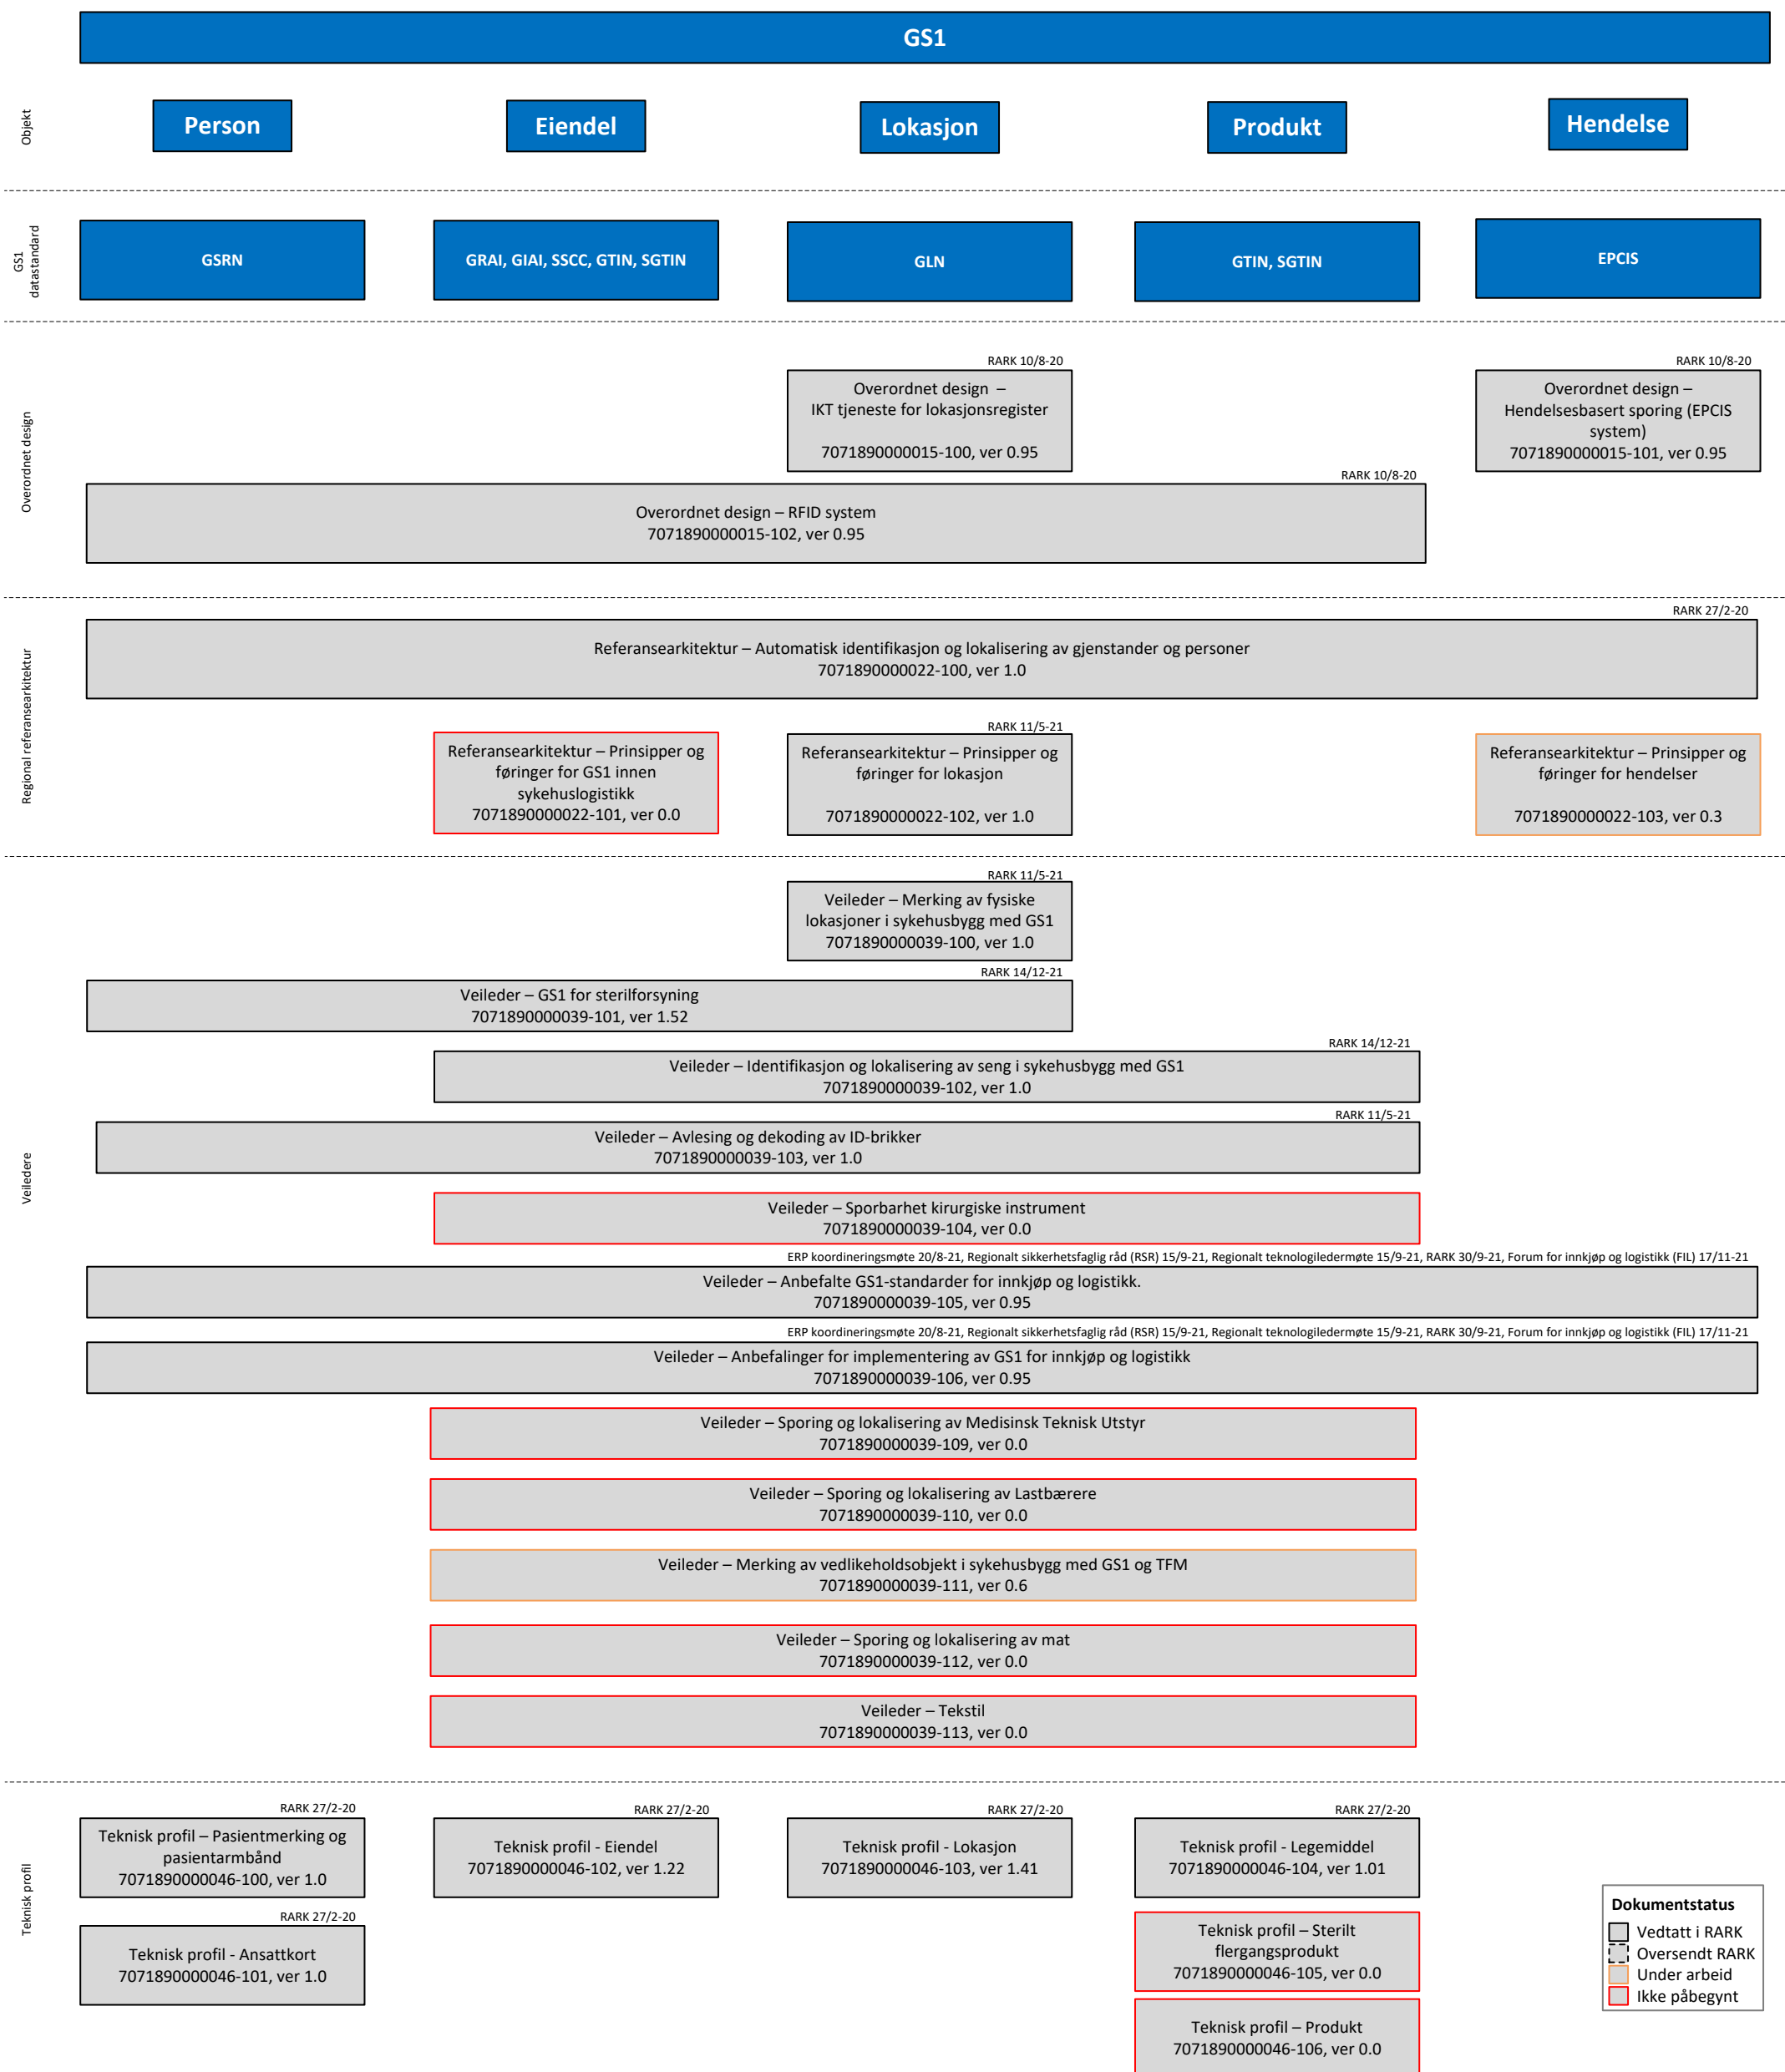 GS1
Objekt
Person
Eiendel
Lokasjon
Produkt
Hendelse
GS1
datastandard
GSRN
GRAI, GIAI, SSCC, GTIN, SGTIN
GLN
GTIN, SGTIN
EPCIS
Overordnet design
RARK 10/8-20
Overordnet design –
IKT tjeneste for lokasjonsregister
7071890000015-100, ver 0.95
RARK 10/8-20
Overordnet design –
Hendelsesbasert sporing (EPCIS
system)
7071890000015-101, ver 0.95
RARK 10/8-20
Overordnet design – RFID system
7071890000015-102, ver 0.95
Regional referansearkitektur
RARK 27/2-20
Referansearkitektur – Automatisk identifikasjon og lokalisering av gjenstander og personer
7071890000022-100, ver 1.0
Referansearkitektur – Prinsipper og
føringer for GS1 innen
sykehuslogistikk
7071890000022-101, ver 0.0
RARK 11/5-21
Referansearkitektur – Prinsipper og
føringer for lokasjon
7071890000022-102, ver 1.0
Referansearkitektur – Prinsipper og
føringer for hendelser
7071890000022-103, ver 0.3
Veiledere
RARK 11/5-21
Veileder – Merking av fysiske
lokasjoner i sykehusbygg med GS1
7071890000039-100, ver 1.0
RARK 14/12-21
Veileder – GS1 for sterilforsyning
7071890000039-101, ver 1.52
RARK 14/12-21
Veileder – Identifikasjon og lokalisering av seng i sykehusbygg med GS1
7071890000039-102, ver 1.0
RARK 11/5-21
Veileder – Avlesing og dekoding av ID-brikker
7071890000039-103, ver 1.0
Veileder – Sporbarhet kirurgiske instrument
7071890000039-104, ver 0.0
ERP koordineringsmøte 20/8-21, Regionalt sikkerhetsfaglig råd (RSR) 15/9-21, Regionalt teknologiledermøte 15/9-21, RARK 30/9-21, Forum for innkjøp og logistikk (FIL) 17/11-21
Veileder – Anbefalte GS1-standarder for innkjøp og logistikk.
7071890000039-105, ver 0.95
ERP koordineringsmøte 20/8-21, Regionalt sikkerhetsfaglig råd (RSR) 15/9-21, Regionalt teknologiledermøte 15/9-21, RARK 30/9-21, Forum for innkjøp og logistikk (FIL) 17/11-21
Veileder – Anbefalinger for implementering av GS1 for innkjøp og logistikk
7071890000039-106, ver 0.95
Veileder – Sporing og lokalisering av Medisinsk Teknisk Utstyr
7071890000039-109, ver 0.0
Veileder – Sporing og lokalisering av Lastbærere
7071890000039-110, ver 0.0
Veileder – Merking av vedlikeholdsobjekt i sykehusbygg med GS1 og TFM
7071890000039-111, ver 0.6
Veileder – Sporing og lokalisering av mat
7071890000039-112, ver 0.0
Veileder – Tekstil
7071890000039-113, ver 0.0
Teknisk profil
RARK 27/2-20
Teknisk profil – Pasientmerking og
pasientarmbånd
7071890000046-100, ver 1.0
RARK 27/2-20
Teknisk profil - Eiendel
7071890000046-102, ver 1.22
RARK 27/2-20
Teknisk profil - Lokasjon
7071890000046-103, ver 1.41
RARK 27/2-20
Teknisk profil - Legemiddel
7071890000046-104, ver 1.01
RARK 27/2-20
Teknisk profil - Ansattkort
7071890000046-101, ver 1.0
Teknisk profil – Sterilt
flergangsprodukt
7071890000046-105, ver 0.0
Teknisk profil – Produkt
7071890000046-106, ver 0.0
Dokumentstatus
Vedtatt i RARK
Oversendt RARK
Under arbeid
Ikke påbegynt